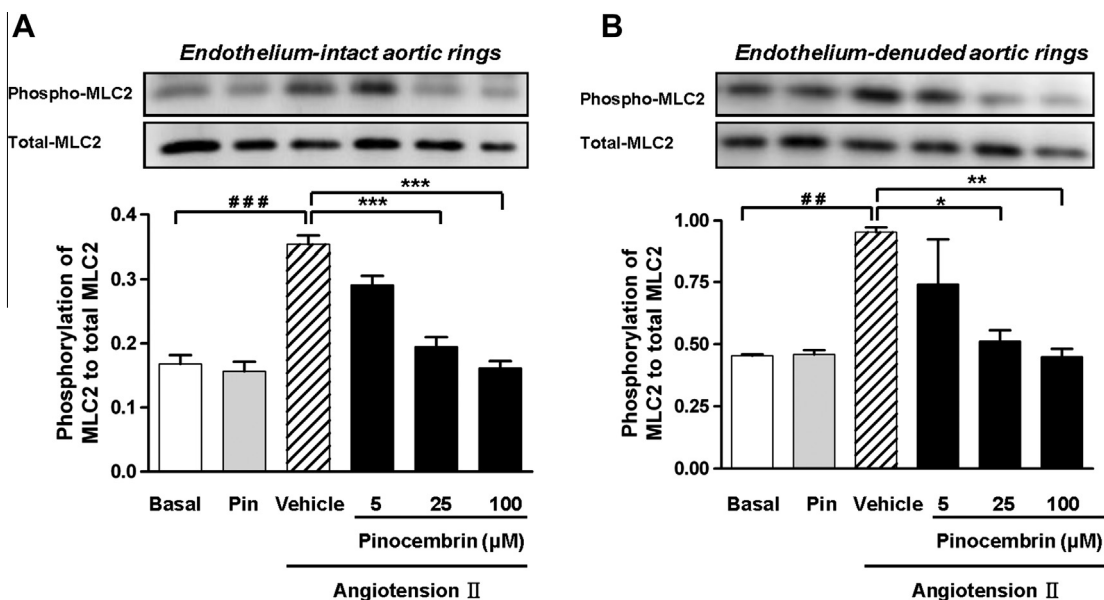 A
Endothelium-intact aortic rings
Phospho-MLC2
Total-MLC2
***
### ***
0.4
0.3
0.2
0.1
0.0
Phosphorylation of
MLC2 to total MLC2
Basal Pin Vehicle 5 25 100
Pinocembrin (μM)
Angiotension Ⅱ
B
Endothelium-denuded aortic rings
Phospho-MLC2
Total-MLC2
**
## *
1.00
0.75
0.50
0.25
0.00
Phosphorylation of
MLC2 to total MLC2
Basal Pin Vehicle 5 25 100
Pinocembrin (μM)
Angiotension Ⅱ